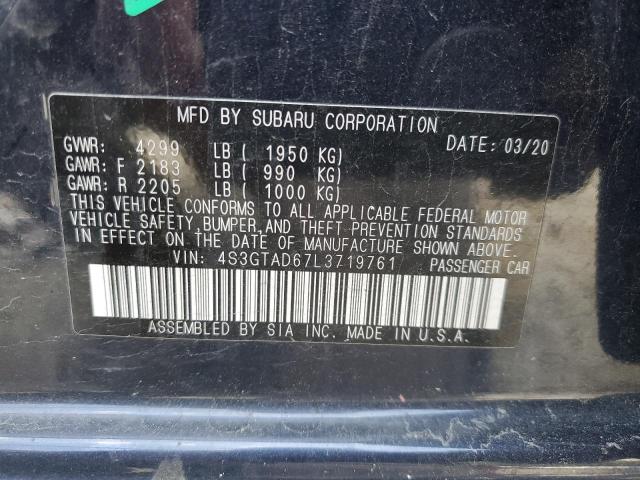 MFD BY SUBARU CORPORATION
GVWR: 4299 LB ( 1950 KG) DATE: 03/20
GAWR: F 2183 LB ( 990 KG)
GAWR: R 2205 LB ( 1000 KG)
THIS VEHICLE CONFORMS TO ALL APPLICABLE FEDERAL MOTOR
VEHICLE SAFETY, BUMPER, AND THEFT PREVENTION STANDARDS
IN EFFECT ON THE DATE OF MANUFACTURE SHOWN ABOVE.
VIN: 4S3GTAD67L3719761 PASSENGER CAR
ASSEMBLED BY SIA INC. MADE IN U.S.A.